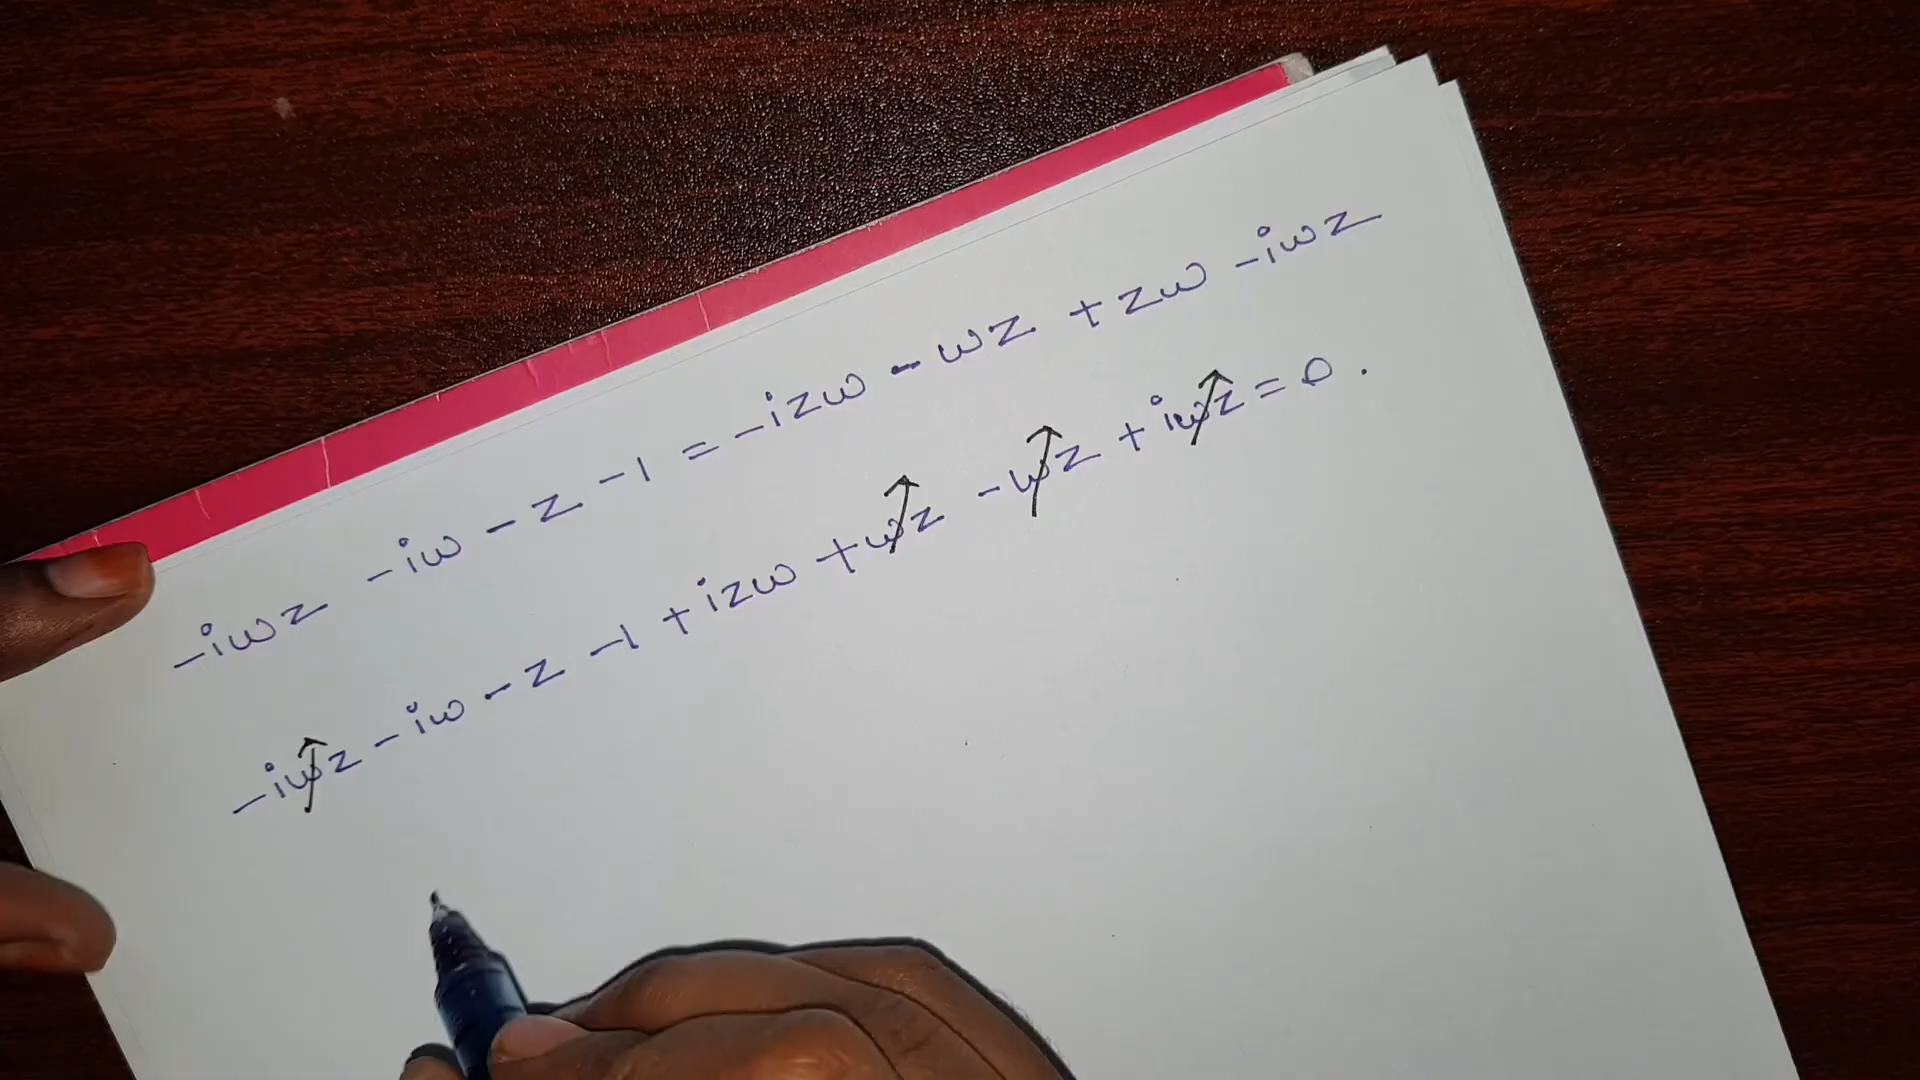 -iwz -iw - z -1 = -izw - wz + zw -iwz
-iwz -iw - z -1 + izw + wz - wz + iwz = 0.